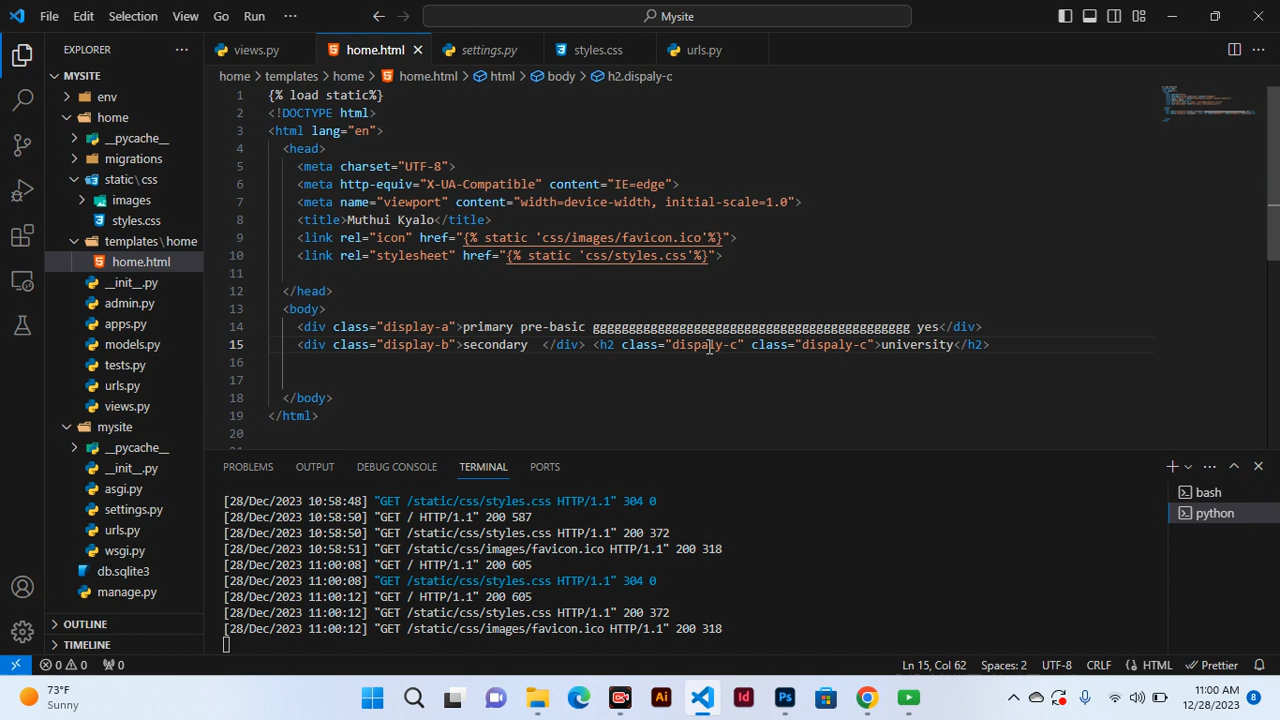 File Edit Selection View Go Run ··· Mysite
EXPLORER ···
views.py home.html settings.py styles.css urls.py
MYSITE
env
home
__pycache__
migrations
static\css
images
styles.css
templates\home
home.html
__init__.py
admin.py
apps.py
models.py
tests.py
urls.py
views.py
mysite
__pycache__
__init__.py
asgi.py
settings.py
urls.py
wsgi.py
db.sqlite3
manage.py
OUTLINE
TIMELINE
home > templates > home > home.html > html > body > h2.dispaly-c
1 {% load static%}
2 <!DOCTYPE html>
3 <html lang="en">
4 <head>
5 <meta charset="UTF-8">
6 <meta http-equiv="X-UA-Compatible" content="IE=edge">
7 <meta name="viewport" content="width=device-width, initial-scale=1.0">
8 <title>Muthui Kyalo</title>
9 <link rel="icon" href="{% static 'css/images/favicon.ico'%}">
10 <link rel="stylesheet" href="{% static 'css/styles.css'%}">
11
12 </head>
13 <body>
14 <div class="display-a">primary pre-basic gggggggggggggggggggggggggggggggggggggggggggg yes</div>
15 <div class="display-b">secondary  </div> <h2 class="dispaly-c" class="dispaly-c">university</h2>
16
17
18 </body>
19 </html>
20
PROBLEMS OUTPUT DEBUG CONSOLE TERMINAL PORTS
[28/Dec/2023 10:58:48] "GET /static/css/styles.css HTTP/1.1" 304 0
[28/Dec/2023 10:58:50] "GET / HTTP/1.1" 200 587
[28/Dec/2023 10:58:50] "GET /static/css/styles.css HTTP/1.1" 200 372
[28/Dec/2023 10:58:51] "GET /static/css/images/favicon.ico HTTP/1.1" 200 318
[28/Dec/2023 11:00:08] "GET / HTTP/1.1" 200 605
[28/Dec/2023 11:00:08] "GET /static/css/styles.css HTTP/1.1" 304 0
[28/Dec/2023 11:00:12] "GET / HTTP/1.1" 200 605
[28/Dec/2023 11:00:12] "GET /static/css/styles.css HTTP/1.1" 200 372
[28/Dec/2023 11:00:12] "GET /static/css/images/favicon.ico HTTP/1.1" 200 318
bash
python
0 0 0 Ln 15, Col 62 Spaces: 2 UTF-8 CRLF HTML Prettier
73°F
Sunny
Ai Ps Id
11:00 AM
12/28/2023 8